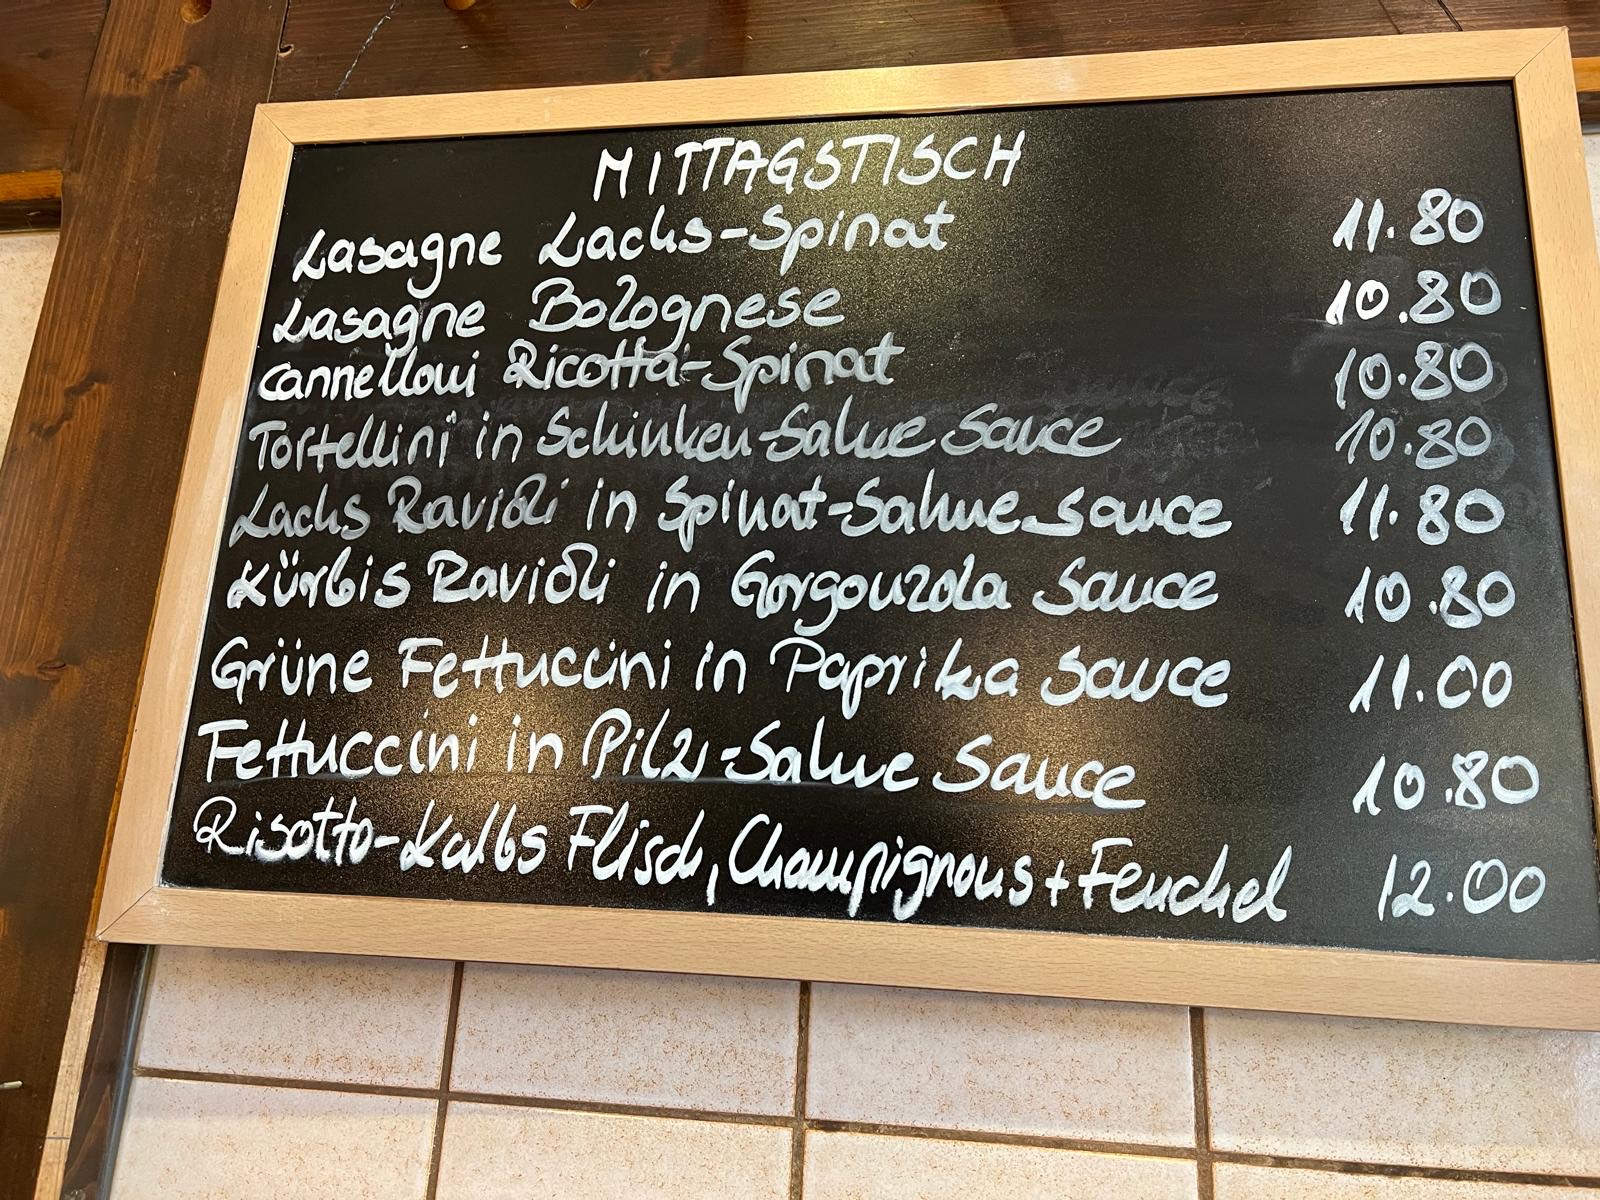 MITTAGSTISCH
Lasagne Lachs-Spinat 11.80
Lasagne Bolognese 10.80
Cannelloni Ricotta-Spinat 10.80
Tortellini in Schinken-Sahne Sauce 10.80
Lachs Ravioli in Spinat-Sahne Sauce 11.80
Kürbis Ravioli in Gorgonzola Sauce 10.80
Grüne Fettuccini in Paprika Sauce 11.00
Fettuccini in Pilz-Sahne Sauce 10.80
Risotto-Kalbs Flisch, Champignons + Fenchel 12.00